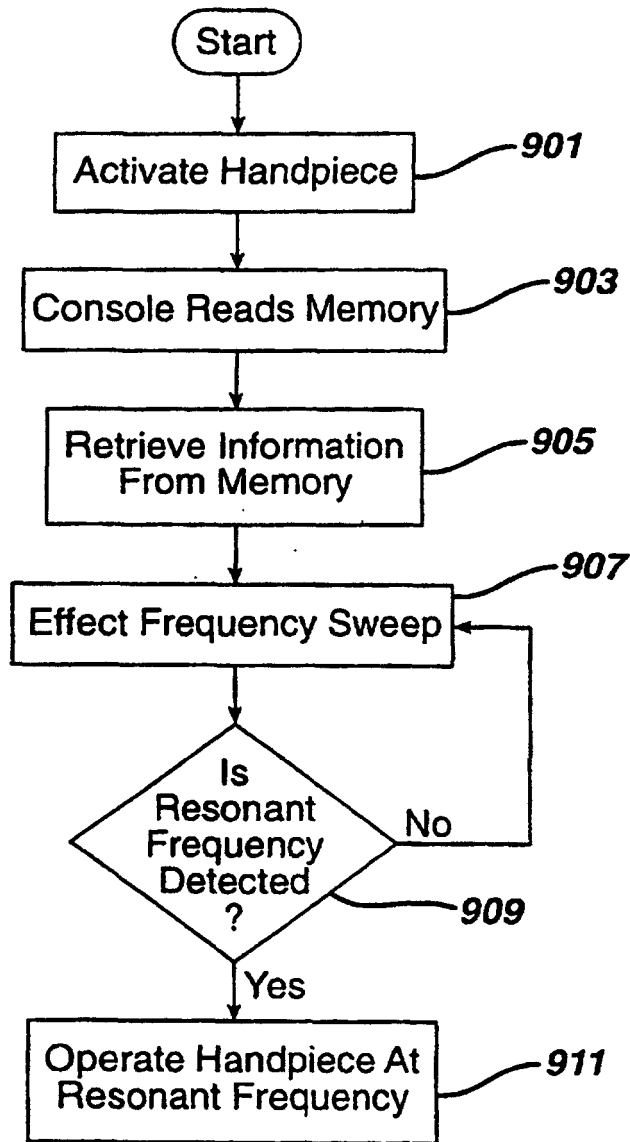 Start
Activate Handpiece
901
Console Reads Memory
903
Retrieve Information
From Memory
905
Effect Frequency Sweep
907
Is
Resonant
Frequency
Detected
?
No
909
Yes
Operate Handpiece At
Resonant Frequency
911